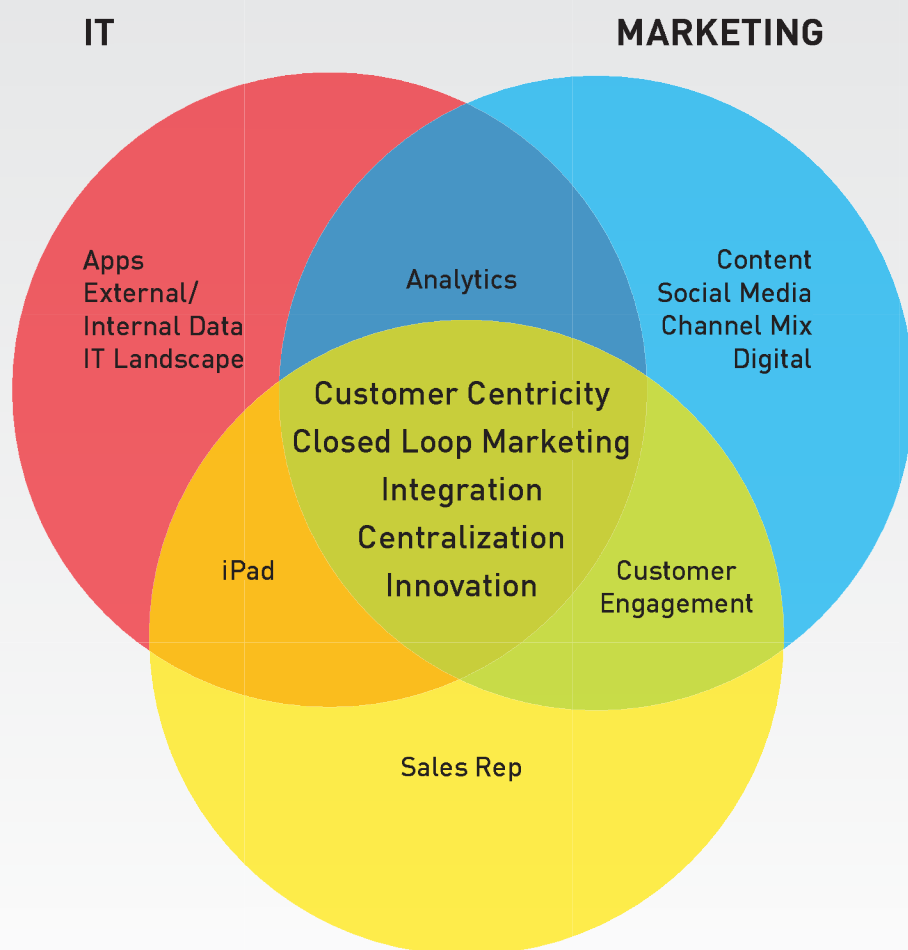 IT
MARKETING
Apps
External/
Internal Data
IT Landscape
Analytics
Content
Social Media
Channel Mix
Digital
Customer Centricity
Closed Loop Marketing
Integration
Centralization
Innovation
iPad
Customer
Engagement
Sales Rep